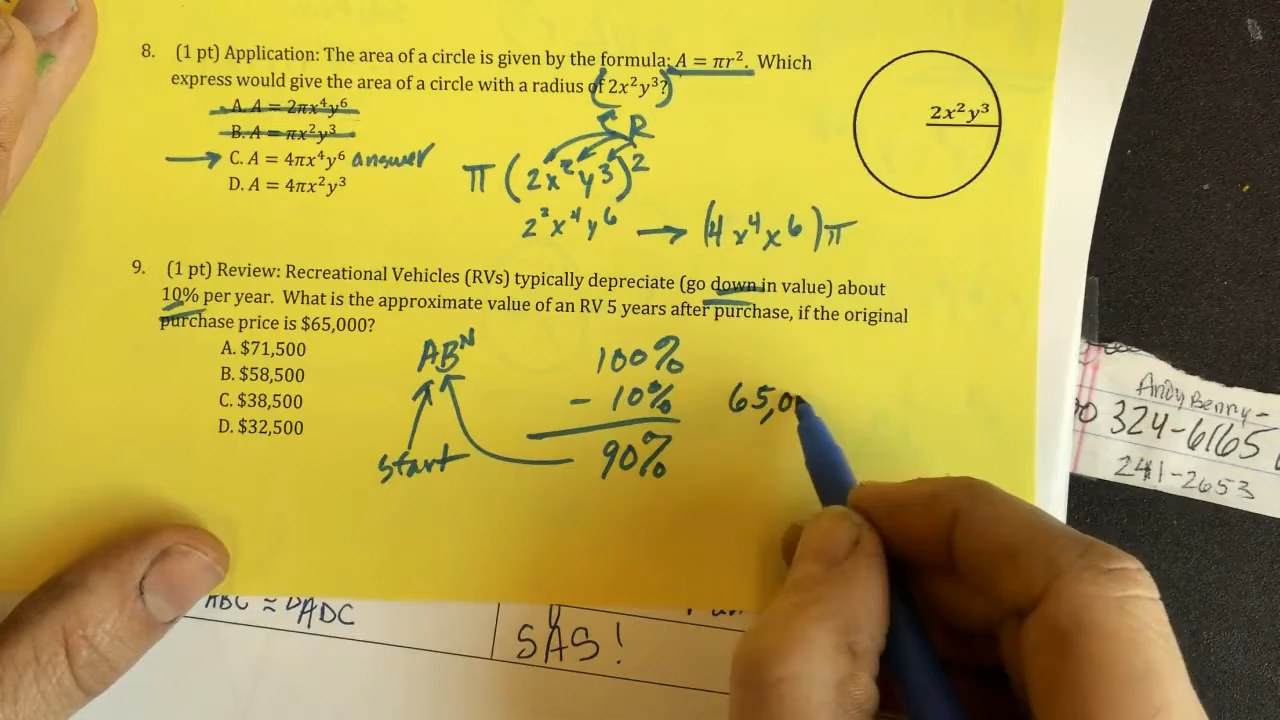 8. (1 pt) Application: The area of a circle is given by the formula: A = πr². Which
express would give the area of a circle with a radius of 2x²y³?
A. A = 2πx⁴y⁶
B. A = πx²y³
C. A = 4πx⁴y⁶ answer
D. A = 4πx²y³
2x²y³
R
π (2x²y³)²
2²x⁴y⁶ → (4x⁴x⁶)π
9. (1 pt) Review: Recreational Vehicles (RVs) typically depreciate (go down in value) about
10% per year. What is the approximate value of an RV 5 years after purchase, if the original
purchase price is $65,000?
A. $71,500
B. $58,500
C. $38,500
D. $32,500
ABᴺ
start
100%
- 10%
90%
65,0
Andy Benny-
324-6165
241-2653
ABC ≅ DADC
SAS!